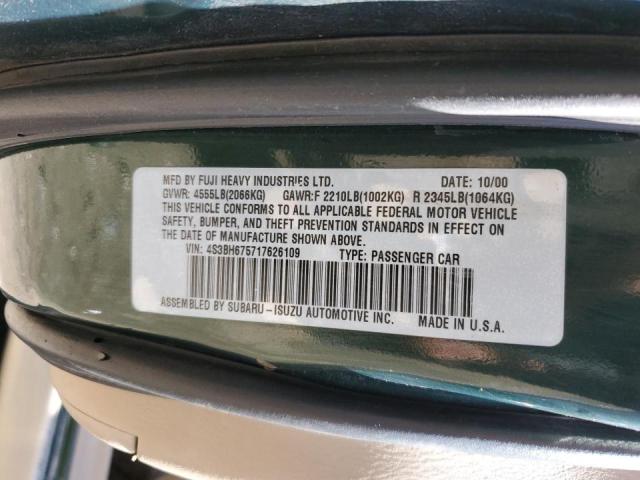 MFD BY FUJI HEAVY INDUSTRIES LTD. DATE: 10/00
GVWR: 4555LB(2066KG) GAWR:F 2210LB(1002KG) R 2345LB(1064KG)
THIS VEHICLE CONFORMS TO ALL APPLICABLE FEDERAL MOTOR VEHICLE
SAFETY, BUMPER, AND THEFT PREVENTION STANDARDS IN EFFECT ON
THE DATE OF MANUFACTURE SHOWN ABOVE.
VIN: 4S3BH675717626109 TYPE: PASSENGER CAR
ASSEMBLED BY SUBARU-ISUZU AUTOMOTIVE INC. MADE IN U.S.A.